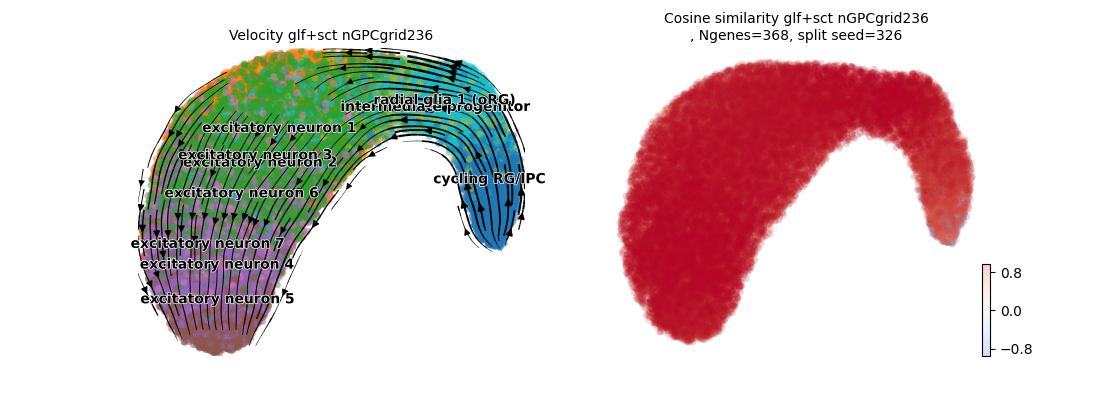 Velocity glf+sct nGPCgrid236
radial glia 1 (oRG)
intermediate progenitor
excitatory neuron 1
excitatory neuron 3
excitatory neuron 2
cycling RG/IPC
excitatory neuron 6
excitatory neuron 7
excitatory neuron 4
excitatory neuron 5
Cosine similarity glf+sct nGPCgrid236
, Ngenes=368, split seed=326
0.8
0.0
−0.8